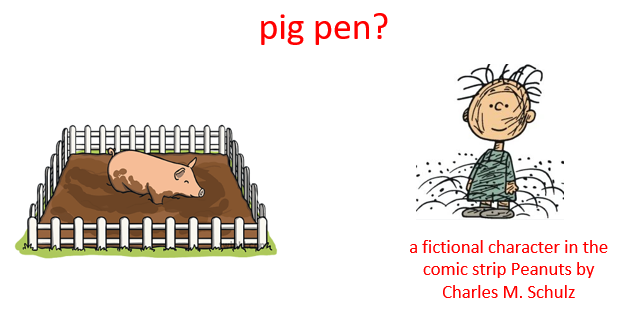 pig pen?
a fictional character in the
comic strip Peanuts by
Charles M. Schulz